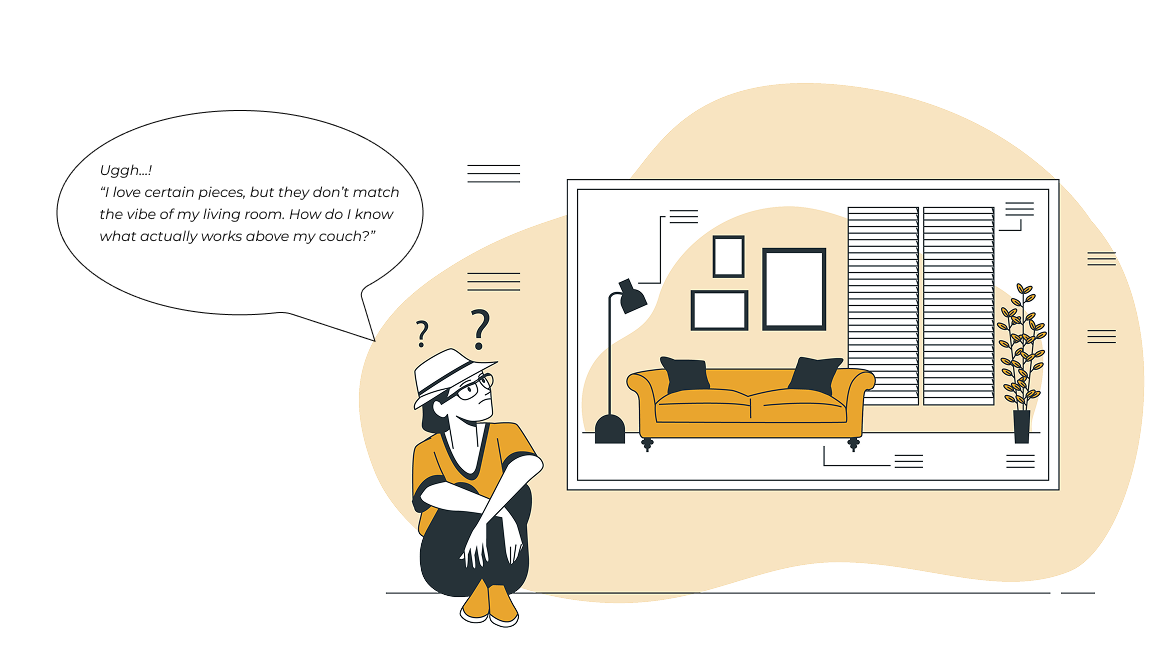 Uggh...!
“I love certain pieces, but they don’t match
the vibe of my living room. How do I know
what actually works above my couch?”
? ?